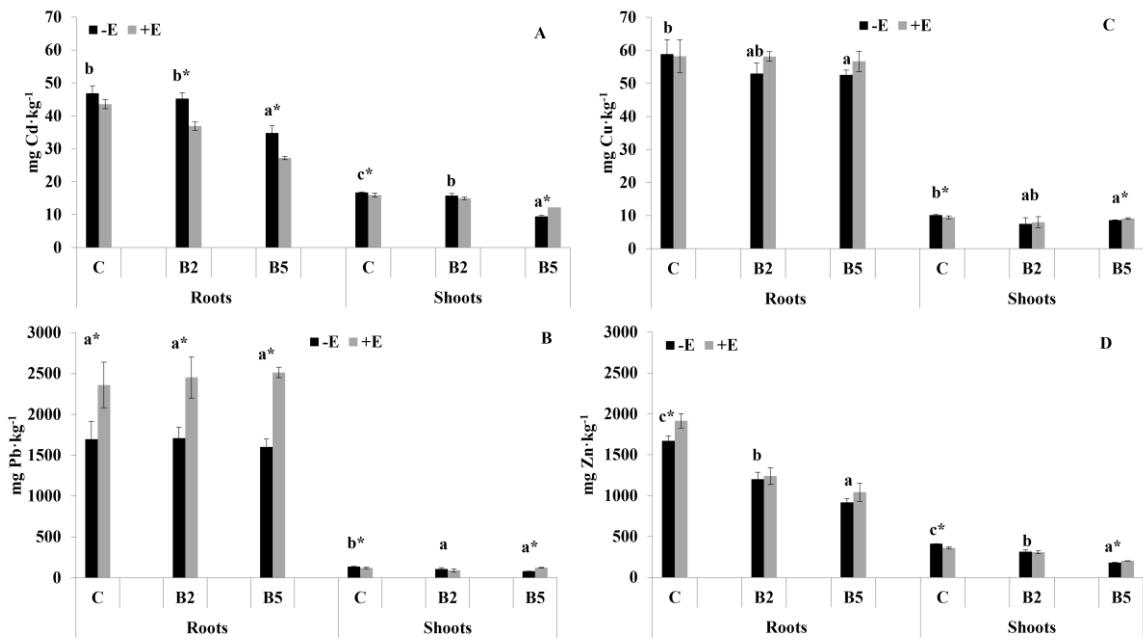 -E +E
A
mg Cd·kg-1
70
60
50
40
30
20
10
0
b
b*
a*
c*
b
a*
C B2 B5 C B2 B5
Roots Shoots
-E +E
C
mg Cu·kg-1
70
60
50
40
30
20
10
0
b
ab
a
b*
ab
a*
C B2 B5 C B2 B5
Roots Shoots
-E +E
B
mg Pb·kg-1
3000
2500
2000
1500
1000
500
0
a*
a*
a*
b*
a
a*
C B2 B5 C B2 B5
Roots Shoots
-E +E
D
mg Zn·kg-1
3000
2500
2000
1500
1000
500
0
c*
b
a
c*
b
a*
C B2 B5 C B2 B5
Roots Shoots